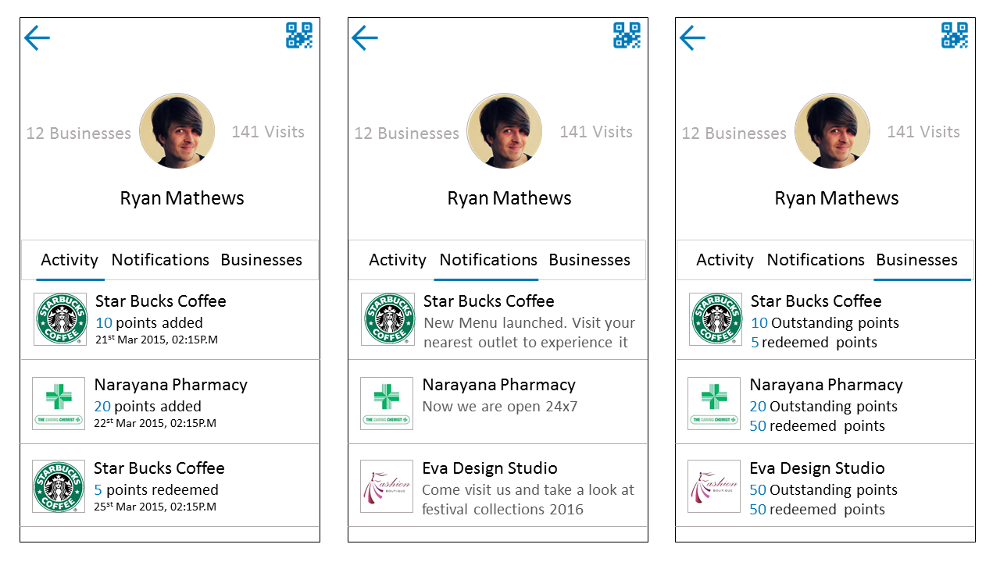 12 Businesses
141 Visits
Ryan Mathews
Activity Notifications Businesses
STARBUCKS COFFEE
Star Bucks Coffee
10 points added
21st Mar 2015, 02:15P.M
THE CARING CHEMIST
Narayana Pharmacy
20 points added
22st Mar 2015, 02:15P.M
STARBUCKS COFFEE
Star Bucks Coffee
5 points redeemed
25st Mar 2015, 02:15P.M
12 Businesses
141 Visits
Ryan Mathews
Activity Notifications Businesses
STARBUCKS COFFEE
Star Bucks Coffee
New Menu launched. Visit your
nearest outlet to experience it
THE CARING CHEMIST
Narayana Pharmacy
Now we are open 24x7
Fashion
BOUTIQUE
Eva Design Studio
Come visit us and take a look at
festival collections 2016
12 Businesses
141 Visits
Ryan Mathews
Activity Notifications Businesses
STARBUCKS COFFEE
Star Bucks Coffee
10 Outstanding points
5 redeemed points
THE CARING CHEMIST
Narayana Pharmacy
20 Outstanding points
50 redeemed points
Fashion
BOUTIQUE
Eva Design Studio
50 Outstanding points
50 redeemed points